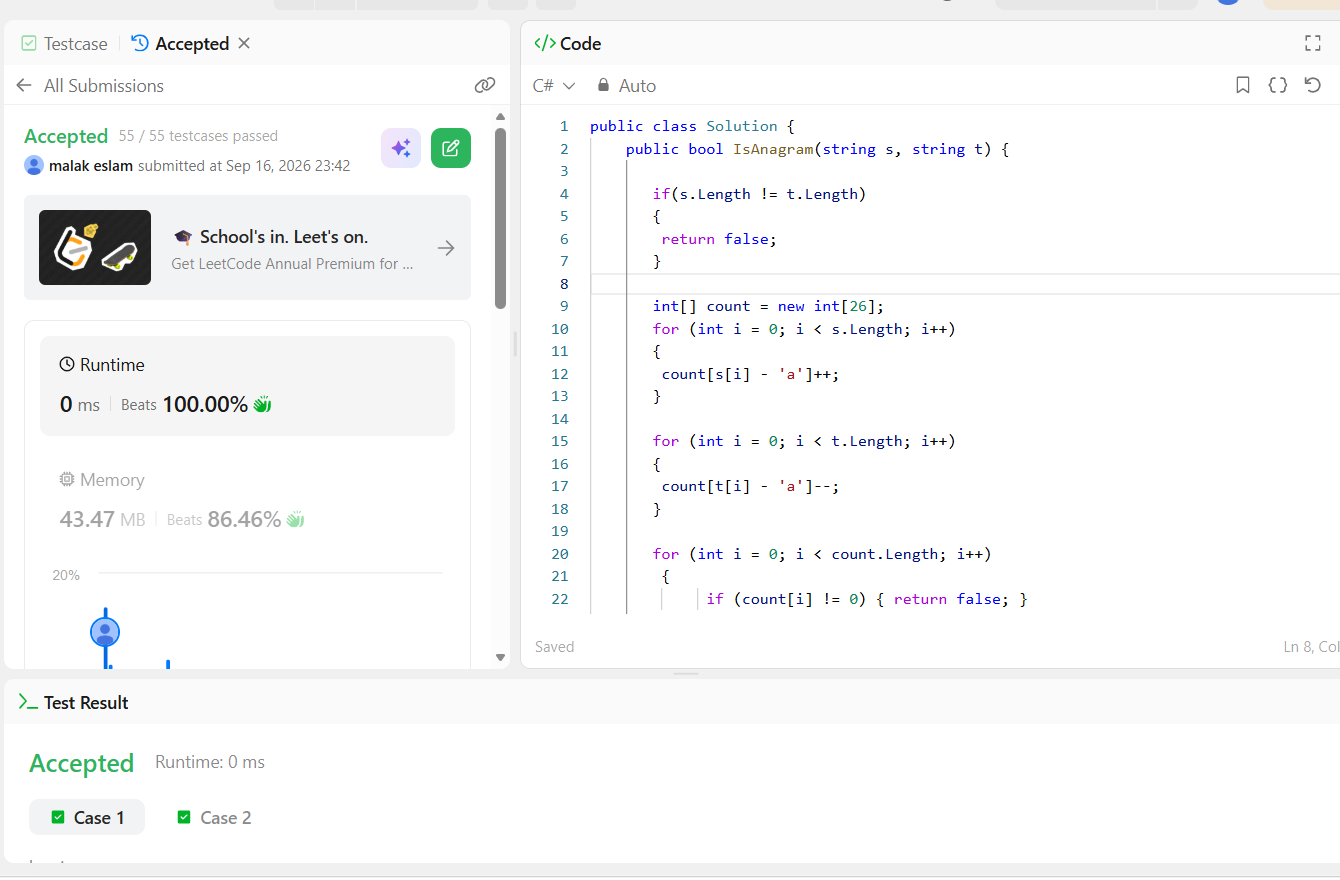 Testcase
Accepted
All Submissions
Accepted 55 / 55 testcases passed
malak eslam submitted at Sep 16, 2026 23:42
School's in. Leet's on.
Get LeetCode Annual Premium for ...
Runtime
0 ms Beats 100.00%
Memory
43.47 MB Beats 86.46%
20%
</> Code
C# Auto
1 public class Solution {
2 public bool IsAnagram(string s, string t) {
3
4 if(s.Length != t.Length)
5 {
6 return false;
7 }
8
9 int[] count = new int[26];
10 for (int i = 0; i < s.Length; i++)
11 {
12 count[s[i] - 'a']++;
13 }
14
15 for (int i = 0; i < t.Length; i++)
16 {
17 count[t[i] - 'a']--;
18 }
19
20 for (int i = 0; i < count.Length; i++)
21 {
22 if (count[i] != 0) { return false; }
Saved
Ln 8, Col
Test Result
Accepted Runtime: 0 ms
Case 1
Case 2